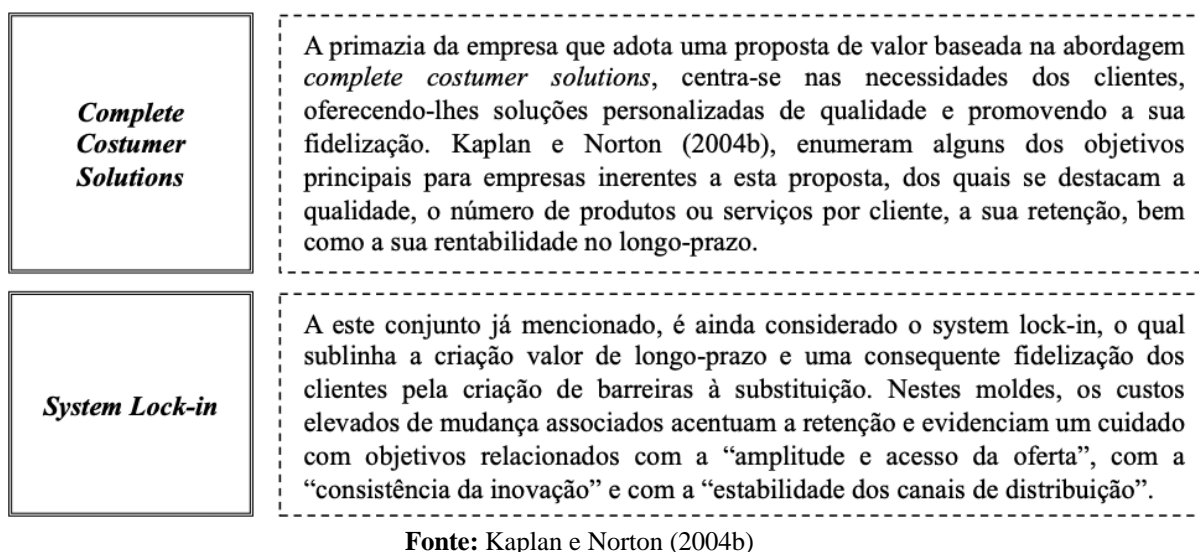 Complete
Costumer
Solutions
A primazia da empresa que adota uma proposta de valor baseada na abordagem
complete costumer solutions, centra-se nas necessidades dos clientes,
oferecendo-lhes soluções personalizadas de qualidade e promovendo a sua
fidelização. Kaplan e Norton (2004b), enumeram alguns dos objetivos
principais para empresas inerentes a esta proposta, dos quais se destacam a
qualidade, o número de produtos ou serviços por cliente, a sua retenção, bem
como a sua rentabilidade no longo-prazo.
System Lock-in
A este conjunto já mencionado, é ainda considerado o system lock-in, o qual
sublinha a criação valor de longo-prazo e uma consequente fidelização dos
clientes pela criação de barreiras à substituição. Nestes moldes, os custos
elevados de mudança associados acentuam a retenção e evidenciam um cuidado
com objetivos relacionados com a “amplitude e acesso da oferta”, com a
“consistência da inovação” e com a “estabilidade dos canais de distribuição”.
Fonte: Kaplan e Norton (2004b)